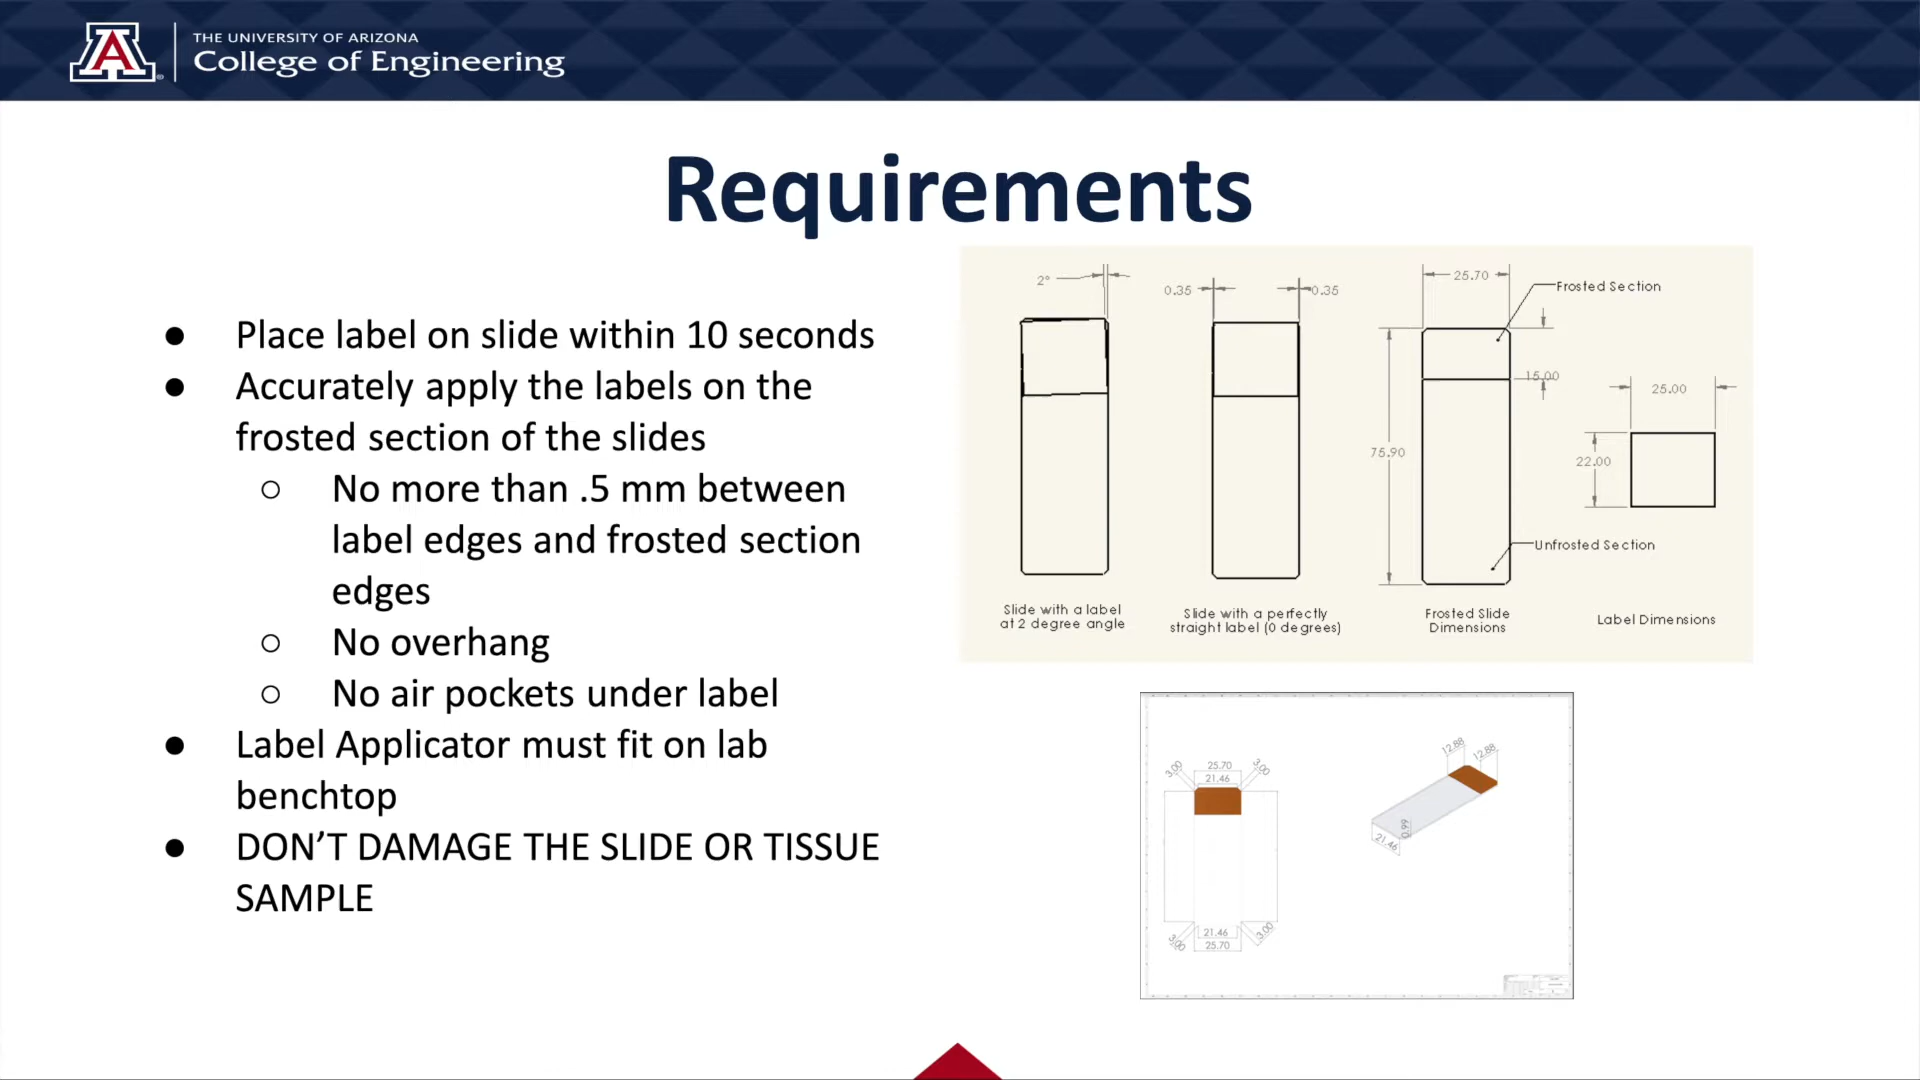 THE UNIVERSITY OF ARIZONA
College of Engineering
Requirements
● Place label on slide within 10 seconds
● Accurately apply the labels on the
frosted section of the slides
○ No more than .5 mm between
label edges and frosted section
edges
○ No overhang
○ No air pockets under label
● Label Applicator must fit on lab
benchtop
● DON’T DAMAGE THE SLIDE OR TISSUE
SAMPLE
2°
0.35
0.35
25.70
Frosted Section
15.00
75.90
25.00
22.00
Unfrosted Section
Slide with a label
at 2 degree angle
Slide with a perfectly
straight label (0 degrees)
Frosted Slide
Dimensions
Label Dimensions
3.00
25.70
3.00
21.46
3.00
21.46
3.00
25.70
12.88
12.88
21.46
0.99